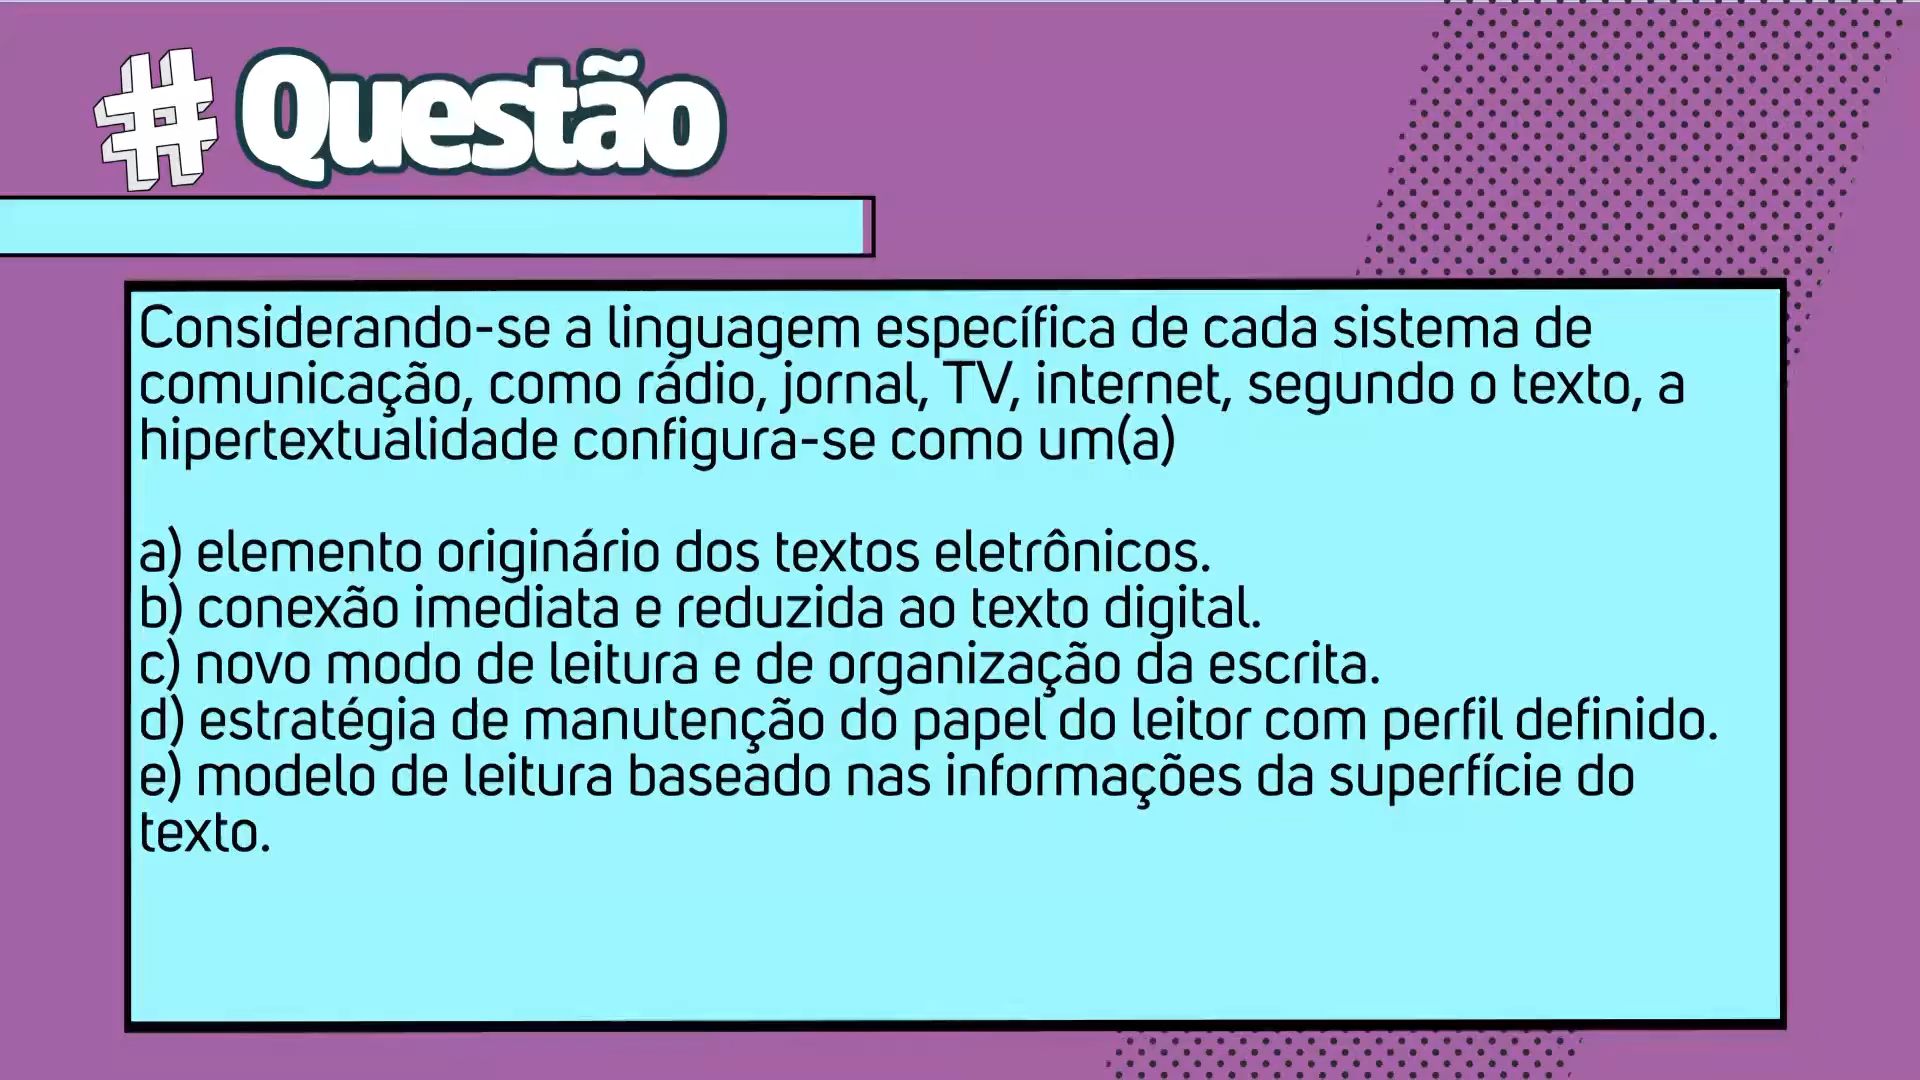 #Questão
Considerando-se a linguagem específica de cada sistema de
comunicação, como rádio, jornal, TV, internet, segundo o texto, a
hipertextualidade configura-se como um(a)
a) elemento originário dos textos eletrônicos.
b) conexão imediata e reduzida ao texto digital.
c) novo modo de leitura e de organização da escrita.
d) estratégia de manutenção do papel do leitor com perfil definido.
e) modelo de leitura baseado nas informações da superfície do
texto.